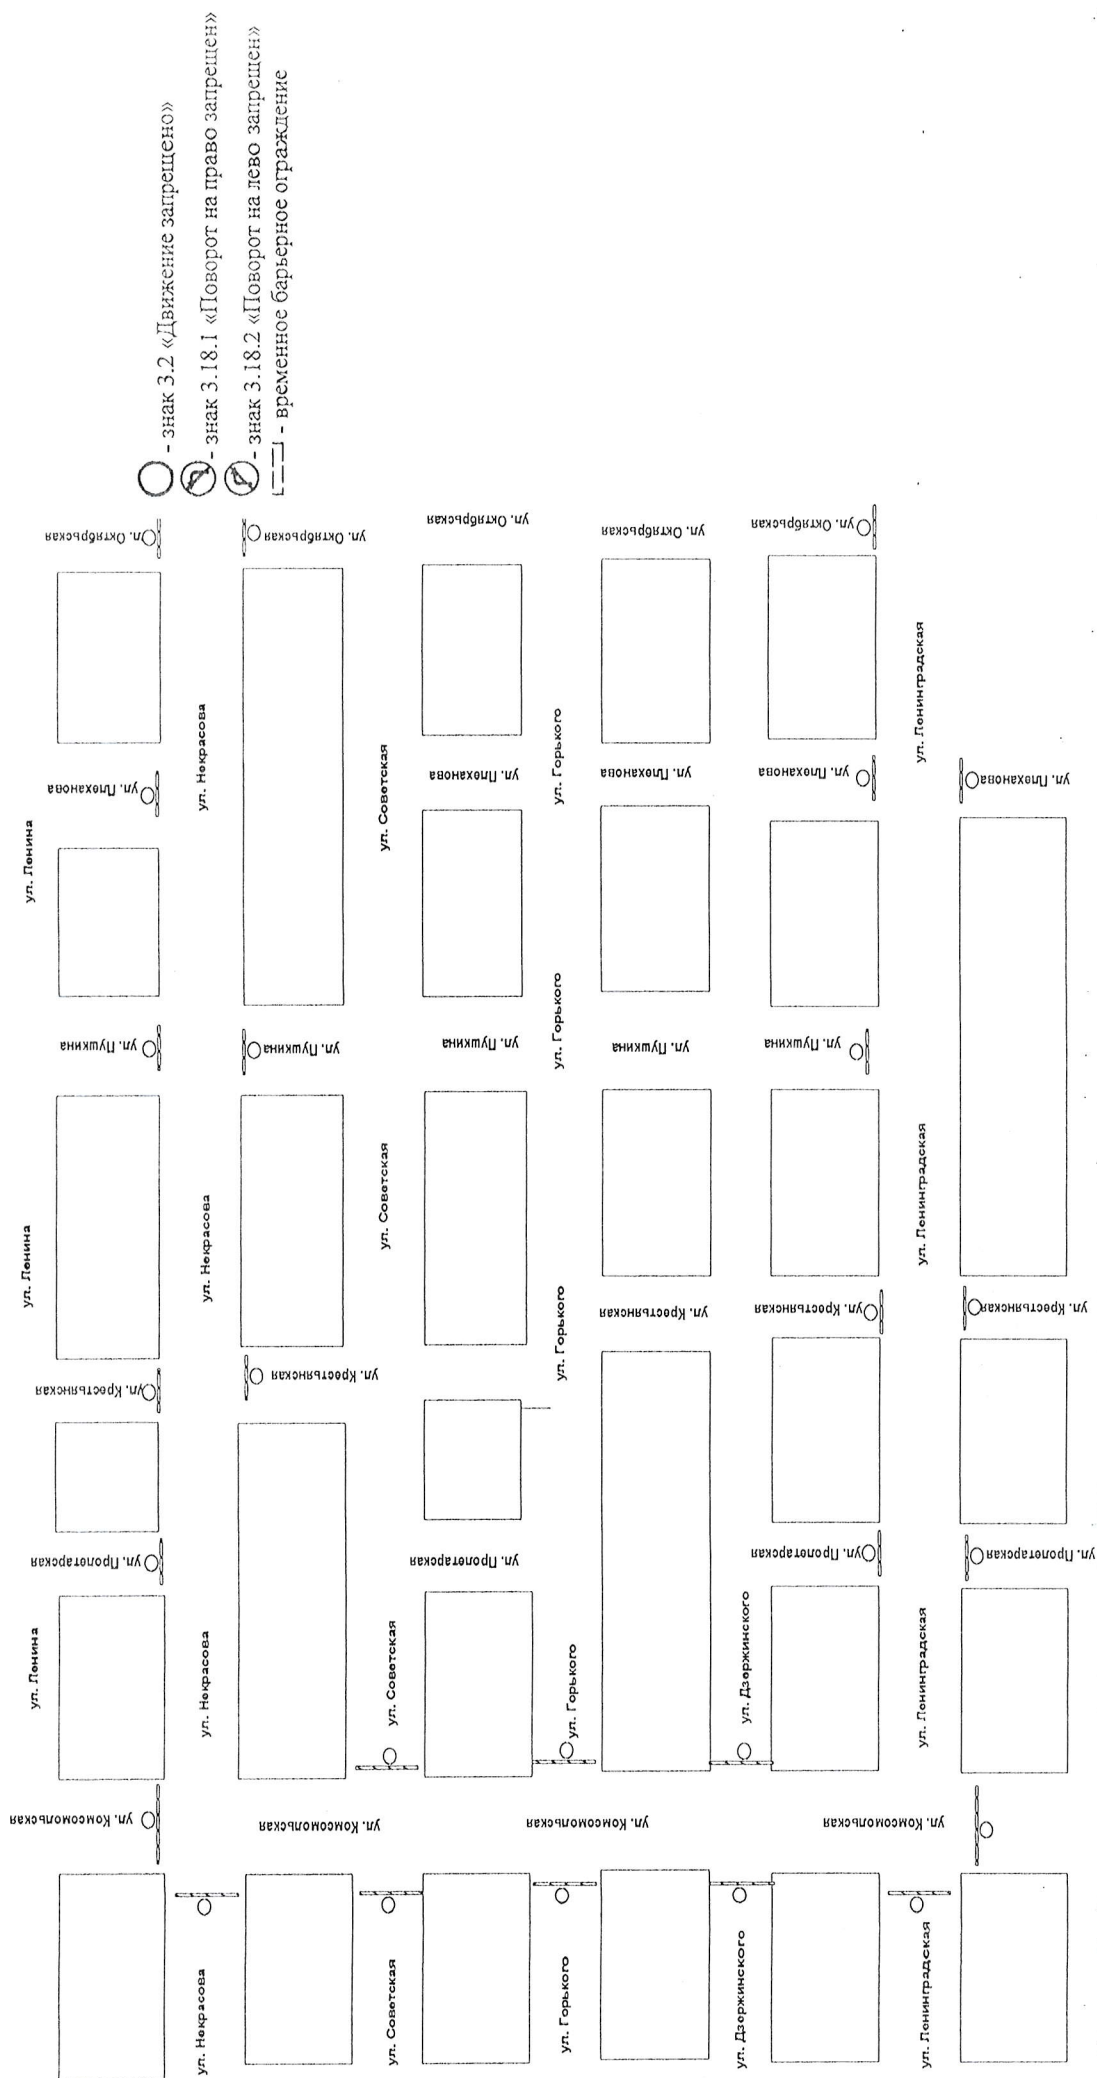 - знак 3.2 «Движение запрещено»
- знак 3.18.1 «Поворот на право запрещен»
- знак 3.18.2 «Поворот на лево запрещен»
- временное барьерное ограждение
ул. Ленина
ул. Ленина
ул. Ленина
ул. Комсомольская
ул. Пролетарская
ул. Крестьянская
ул. Пушкина
ул. Плеханова
ул. Октябрьская
ул. Некрасова
ул. Некрасова
ул. Некрасова
ул. Некрасова
ул. Комсомольская
ул. Крестьянская
ул. Пушкина
ул. Октябрьская
ул. Советская
ул. Советская
ул. Советская
ул. Советская
ул. Пролетарская
ул. Пушкина
ул. Плеханова
ул. Октябрьская
ул. Горького
ул. Горького
ул. Горького
ул. Горького
ул. Горького
ул. Комсомольская
ул. Крестьянская
ул. Пушкина
ул. Плеханова
ул. Октябрьская
ул. Дзержинского
ул. Дзержинского
ул. Комсомольская
ул. Пролетарская
ул. Крестьянская
ул. Пушкина
ул. Плеханова
ул. Октябрьская
ул. Ленинградская
ул. Ленинградская
ул. Ленинградская
ул. Ленинградская
ул. Пролетарская
ул. Крестьянская
ул. Плеханова